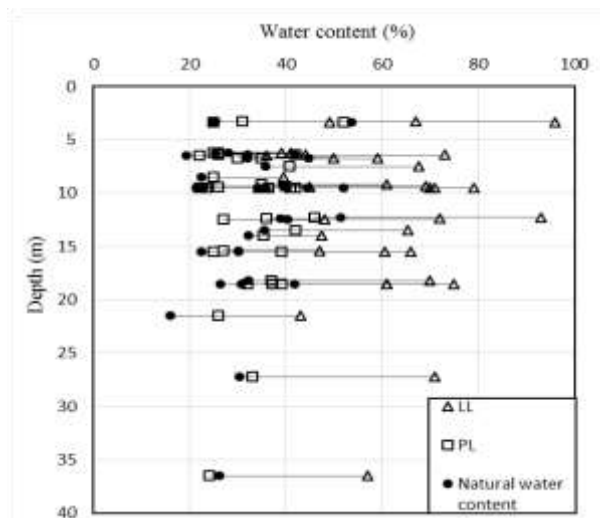 Water content (%)
0 20 40 60 80 100
0
5
10
15
20
25
30
35
40
Depth (m)
LL
PL
Natural water
content